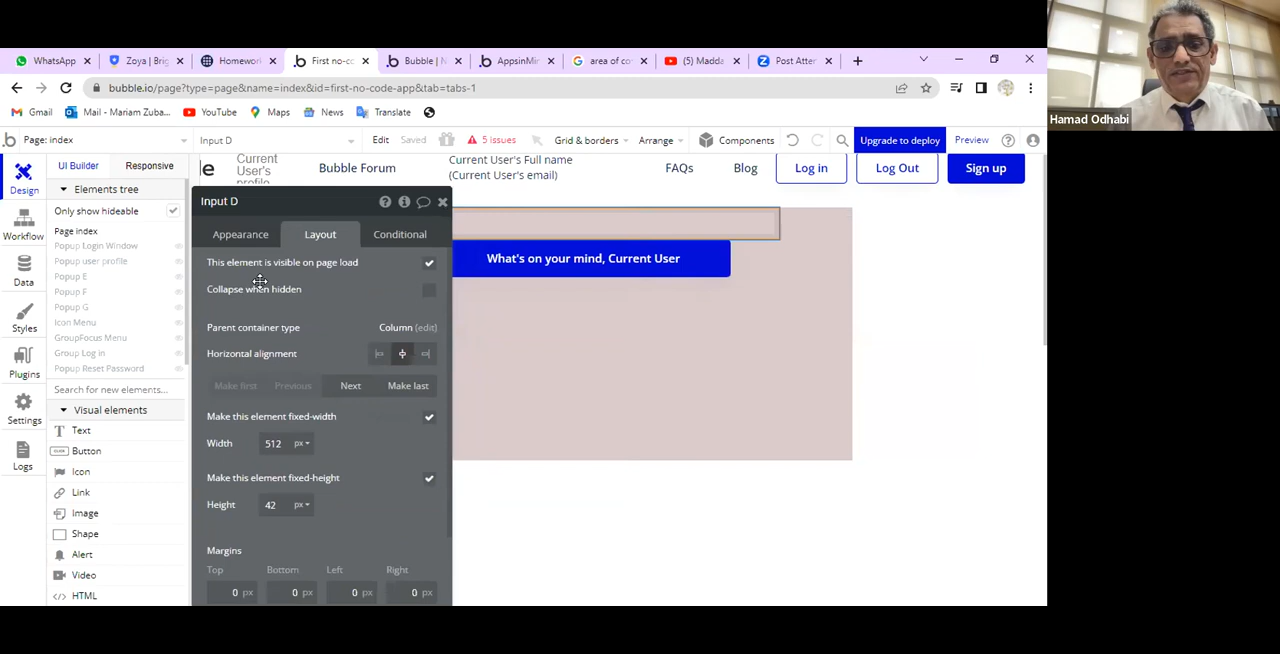 WhatsApp
Zoya | Brig
Homework
First no-co
Bubble | N
AppsinMin
area of co
(5) Madda
Post Atten
bubble.io/page?type=page&name=index&id=first-no-code-app&tab=tabs-1
Gmail
Mail - Mariam Zuba...
YouTube
Maps
News
Translate
Hamad Odhabi
Page: index
Input D
Edit
Saved
5 issues
Grid & borders
Arrange
Components
Upgrade to deploy
Preview
Design
Workflow
Data
Styles
Plugins
Settings
Logs
UI Builder
Responsive
Elements tree
Only show hideable
Page index
Popup Login Window
Popup user profile
Popup E
Popup F
Popup G
Icon Menu
GroupFocus Menu
Group Log in
Popup Reset Password
Search for new elements...
Visual elements
Text
Button
Icon
Link
Image
Shape
Alert
Video
HTML
Current
User's
profile
Bubble Forum
Current User's Full name
(Current User's email)
FAQs
Blog
Log in
Log Out
Sign up
Input D
Appearance
Layout
Conditional
This element is visible on page load
Collapse when hidden
Parent container type
Column (edit)
Horizontal alignment
Make first
Previous
Next
Make last
Make this element fixed-width
Width
512 px
Make this element fixed-height
Height
42 px
Margins
Top
Bottom
Left
Right
0 px
0 px
0 px
0 px
What's on your mind, Current User